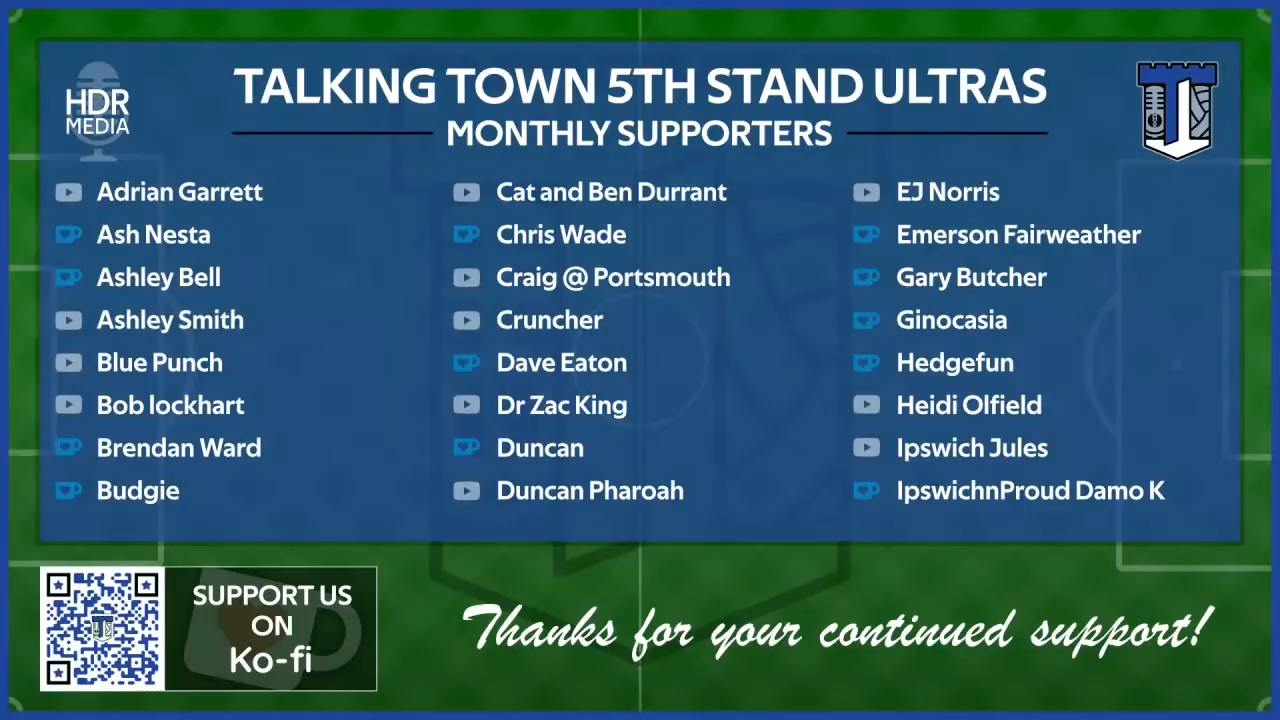 HDR
MEDIA
TALKING TOWN 5TH STAND ULTRAS
MONTHLY SUPPORTERS
Adrian Garrett
Ash Nesta
Ashley Bell
Ashley Smith
Blue Punch
Bob lockhart
Brendan Ward
Budgie
Cat and Ben Durrant
Chris Wade
Craig @ Portsmouth
Cruncher
Dave Eaton
Dr Zac King
Duncan
Duncan Pharoah
EJ Norris
Emerson Fairweather
Gary Butcher
Ginocasia
Hedgefun
Heidi Olfield
Ipswich Jules
IpswichnProud Damo K
SUPPORT US
ON
Ko-fi
Thanks for your continued support!